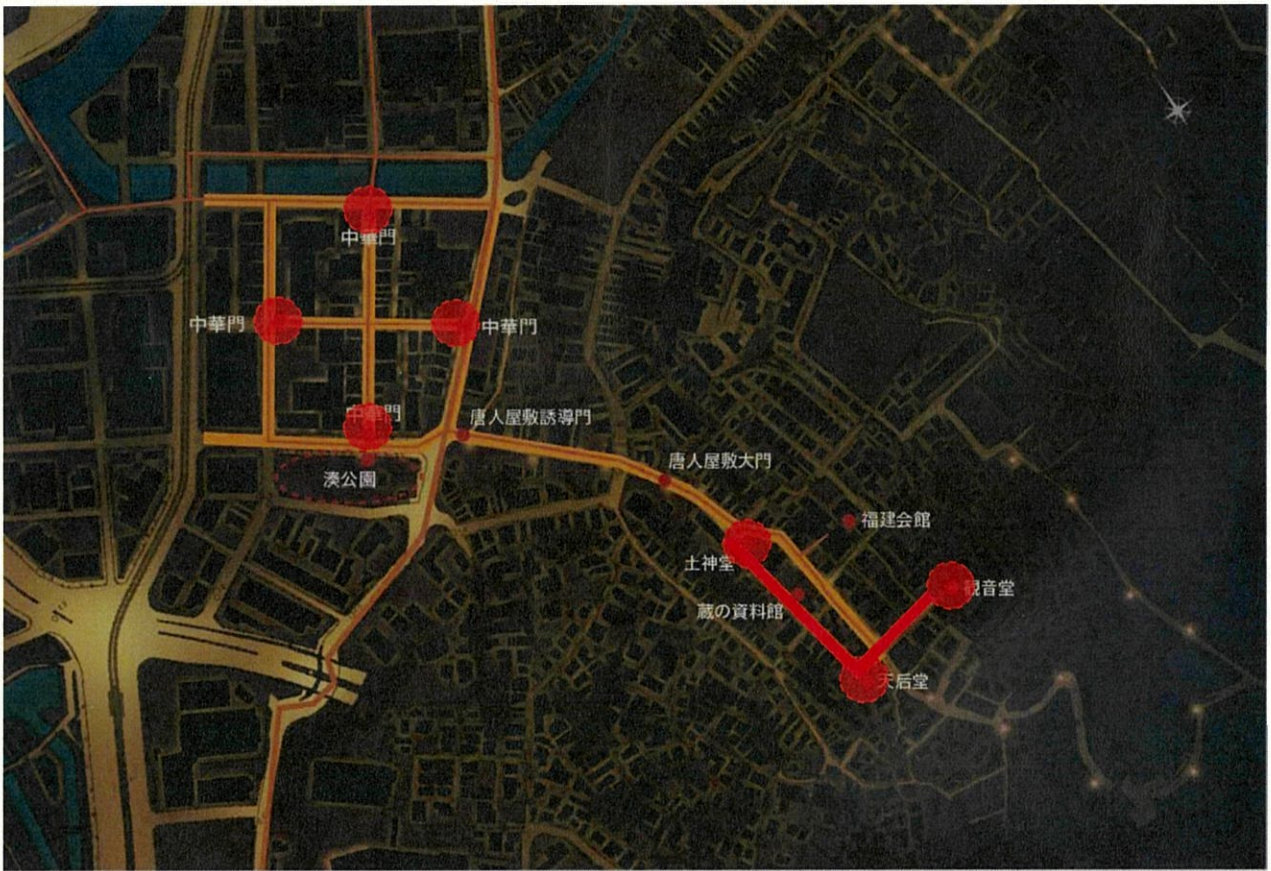 中華門
中華門
中華門
中華門
唐人屋敷誘導門
湊公園
唐人屋敷大門
福建会館
土神堂
観音堂
蔵の資料館
天后堂